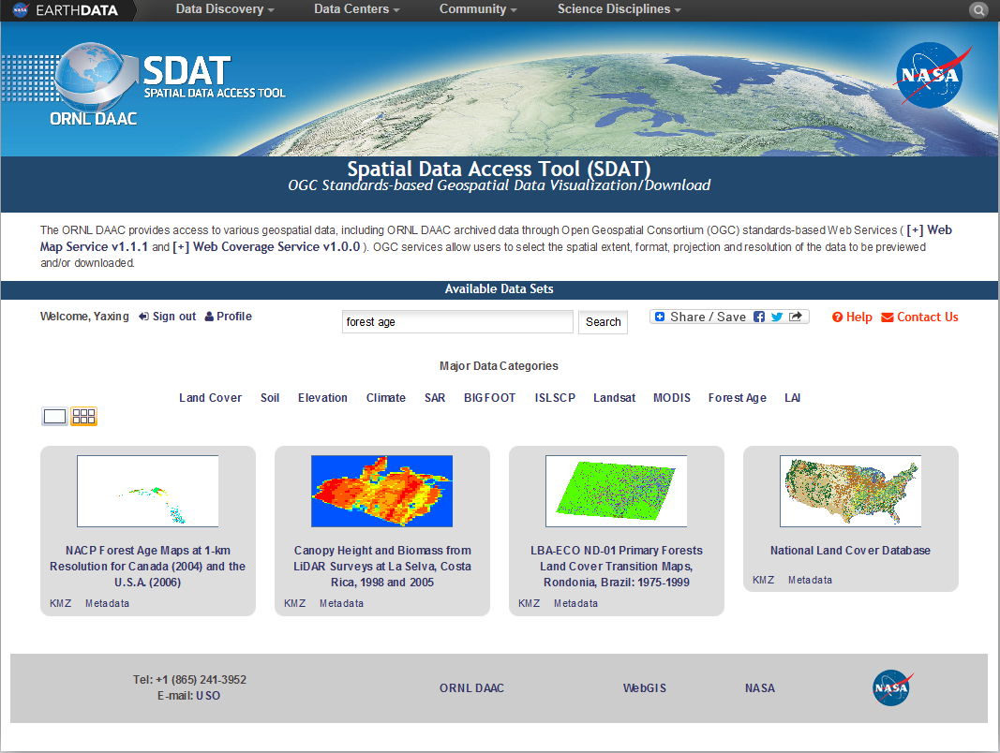 NASA EARTHDATA Data Discovery Data Centers Community Science Disciplines
SDAT
SPATIAL DATA ACCESS TOOL
ORNL DAAC
NASA
Spatial Data Access Tool (SDAT)
OGC Standards-based Geospatial Data Visualization/Download
The ORNL DAAC provides access to various geospatial data, including ORNL DAAC archived data through Open Geospatial Consortium (OGC) standards-based Web Services ( [+] Web
Map Service v1.1.1 and [+] Web Coverage Service v1.0.0 ). OGC services allow users to select the spatial extent, format, projection and resolution of the data to be previewed
and/or downloaded.
Available Data Sets
Welcome, Yaxing Sign out Profile forest age Search Share / Save Help Contact Us
Major Data Categories
Land Cover Soil Elevation Climate SAR BIGFOOT ISLSCP Landsat MODIS Forest Age LAI
NACP Forest Age Maps at 1-km
Resolution for Canada (2004) and the
U.S.A. (2006)
KMZ Metadata
Canopy Height and Biomass from
LiDAR Surveys at La Selva, Costa
Rica, 1998 and 2005
KMZ Metadata
LBA-ECO ND-01 Primary Forests
Land Cover Transition Maps,
Rondonia, Brazil: 1975-1999
KMZ Metadata
National Land Cover Database
KMZ Metadata
Tel: +1 (865) 241-3952
E-mail: USO
ORNL DAAC WebGIS NASA
NASA